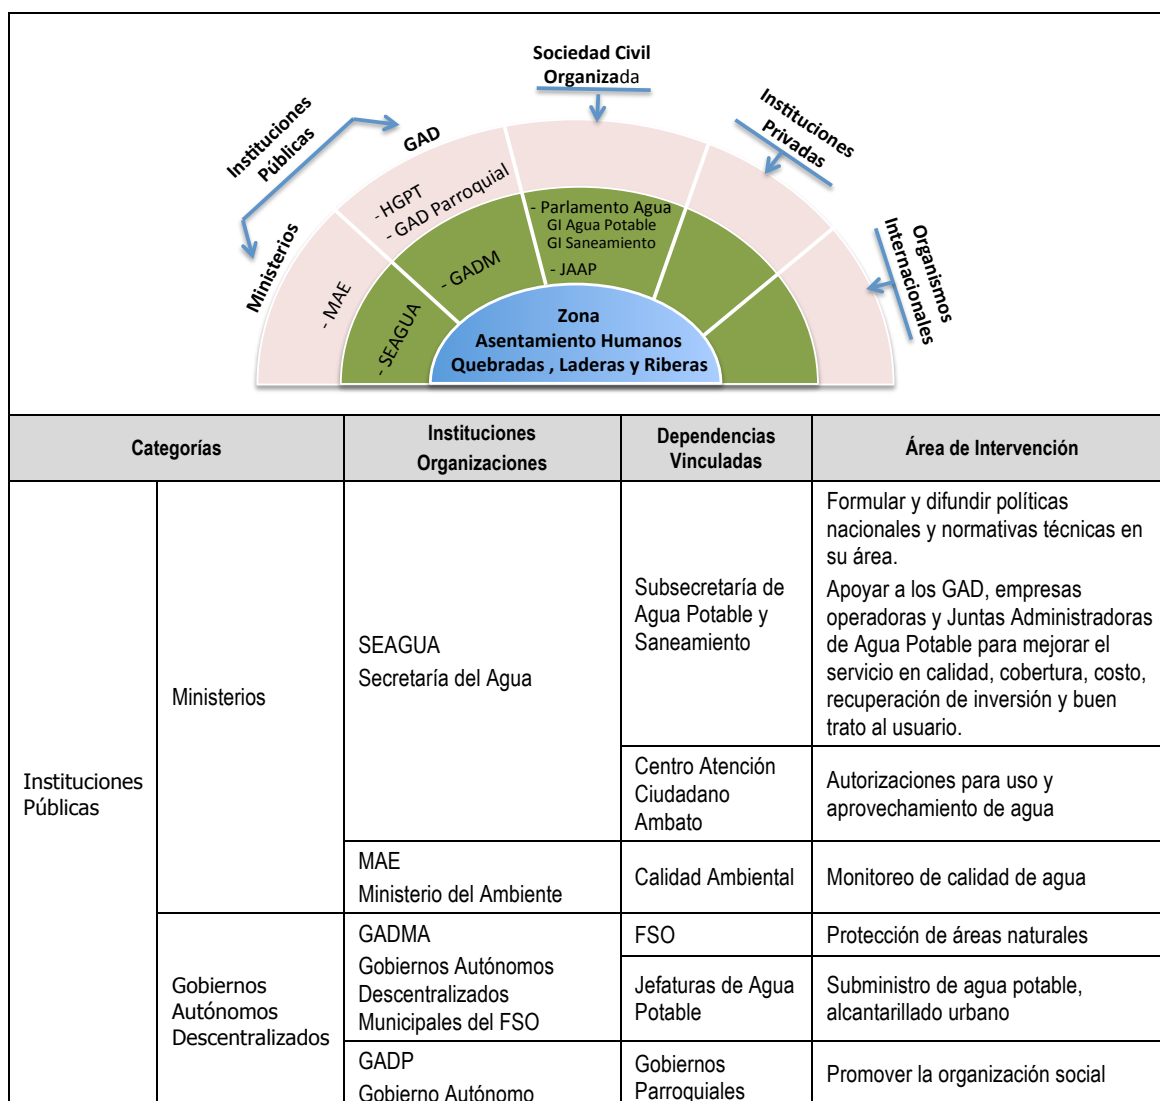 Sociedad Civil
Organizada
Instituciones
Públicas
GAD
Instituciones
Privadas
Ministerios
Organismos
Internacionales
- HGPT
- GAD Parroquial
- MAE
- Parlamento Agua
GI Agua Potable
GI Saneamiento
- JAAP
- GADM
- SEAGUA
Zona
Asentamiento Humanos
Quebradas , Laderas y Riberas
Categorías
Instituciones
Organizaciones
Dependencias
Vinculadas
Área de Intervención
Instituciones
Públicas
Ministerios
SEAGUA
Secretaría del Agua
Subsecretaría de
Agua Potable y
Saneamiento
Formular y difundir políticas
nacionales y normativas técnicas en
su área.
Apoyar a los GAD, empresas
operadoras y Juntas Administradoras
de Agua Potable para mejorar el
servicio en calidad, cobertura, costo,
recuperación de inversión y buen
trato al usuario.
Centro Atención
Ciudadano
Ambato
Autorizaciones para uso y
aprovechamiento de agua
MAE
Ministerio del Ambiente
Calidad Ambiental
Monitoreo de calidad de agua
Gobiernos
Autónomos
Descentralizados
GADMA
Gobiernos Autónomos
Descentralizados
Municipales del FSO
FSO
Protección de áreas naturales
Jefaturas de Agua
Potable
Subministro de agua potable,
alcantarillado urbano
GADP
Gobierno Autónomo
Gobiernos
Parroquiales
Promover la organización social